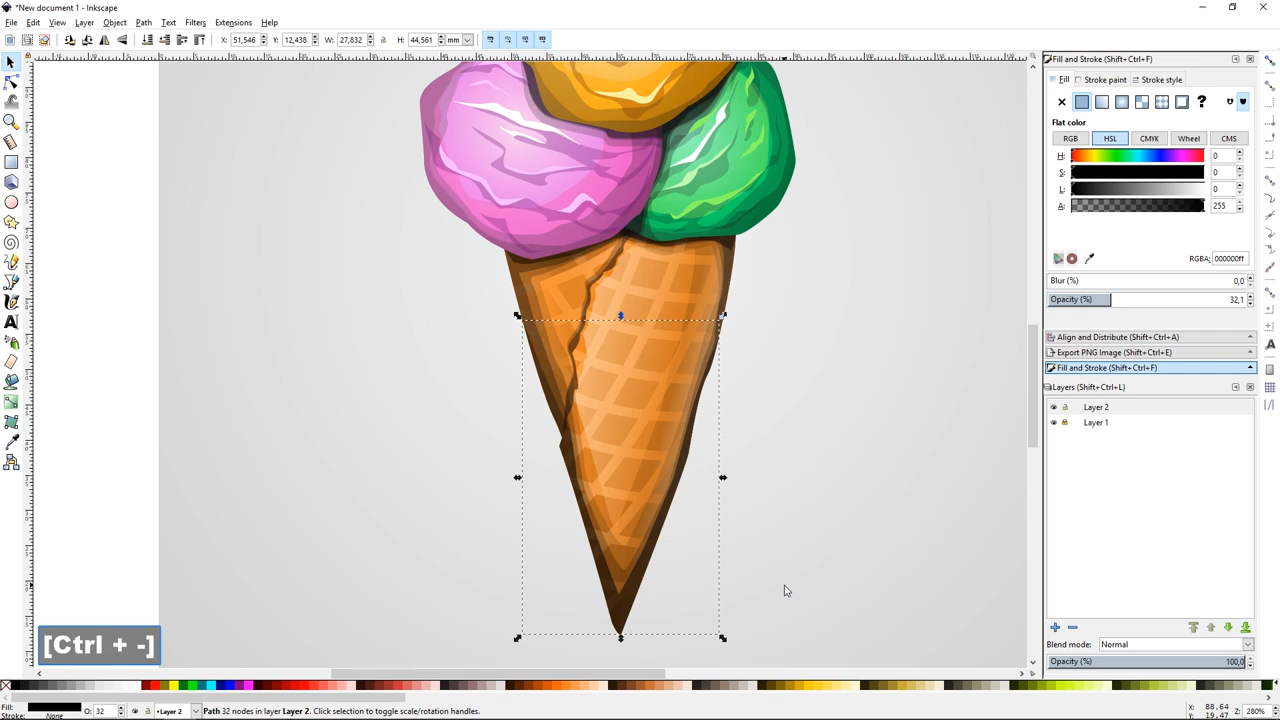 *New document 1 - Inkscape
File Edit View Layer Object Path Text Filters Extensions Help
X: 51,546 Y: 12,438 W: 27,832 H: 44,561 mm
Fill and Stroke (Shift+Ctrl+F)
Fill Stroke paint Stroke style
?
Flat color
RGB HSL CMYK Wheel CMS
H: 0
S: 0
L: 0
A: 255
RGBA: 000000ff
Blur (%) 0,0
Opacity (%) 32,1
Align and Distribute (Shift+Ctrl+A)
Export PNG Image (Shift+Ctrl+E)
Fill and Stroke (Shift+Ctrl+F)
Layers (Shift+Ctrl+L)
Layer 2
Layer 1
[Ctrl + -]
Blend mode: Normal
Opacity (%) 100,0
Fill: O: 32 Layer 2 Path 32 nodes in layer Layer 2. Click selection to toggle scale/rotation handles. X: 88,64 Z: 280%
Stroke: None Y: 19,47